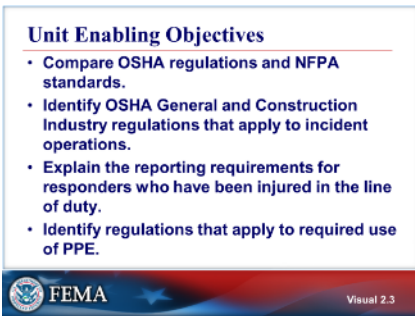 Unit Enabling Objectives
• Compare OSHA regulations and NFPA
standards.
• Identify OSHA General and Construction
Industry regulations that apply to incident
operations.
• Explain the reporting requirements for
responders who have been injured in the line
of duty.
• Identify regulations that apply to required use
of PPE.
FEMA
Visual 2.3